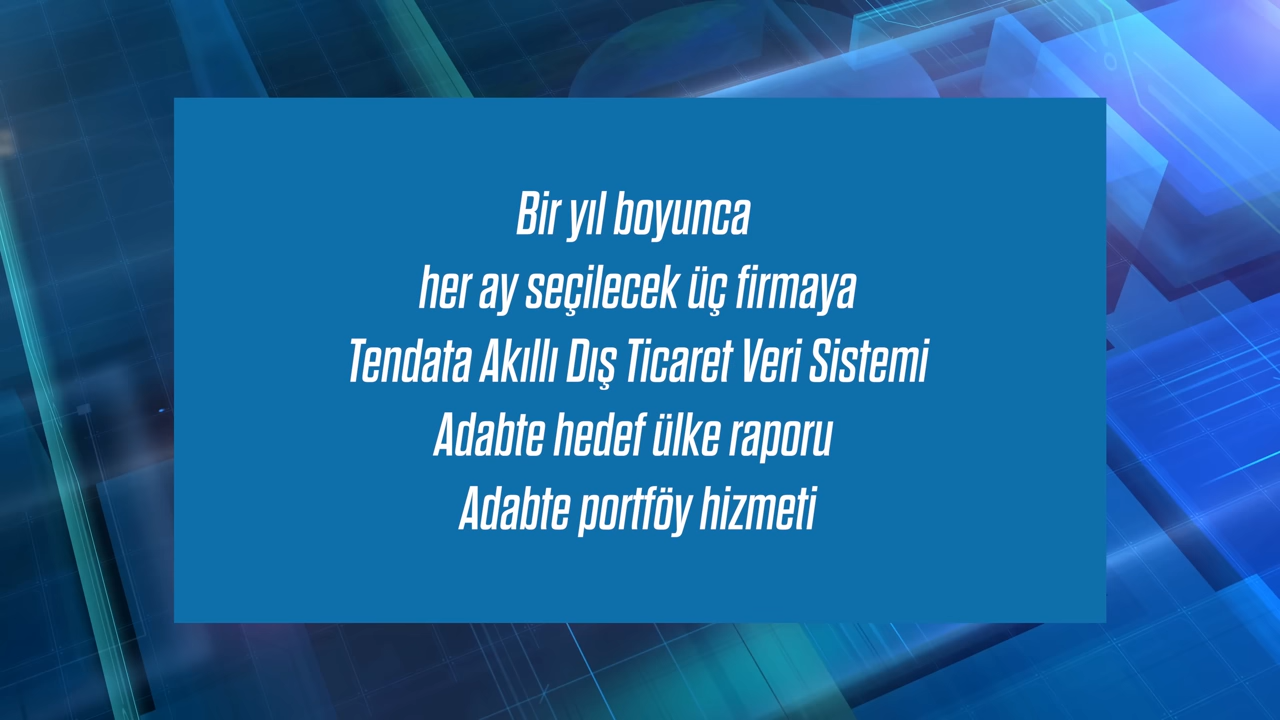 Bir yıl boyunca
her ay seçilecek üç firmaya
Tendata Akıllı Dış Ticaret Veri Sistemi
Adabte hedef ülke raporu
Adabte portföy hizmeti